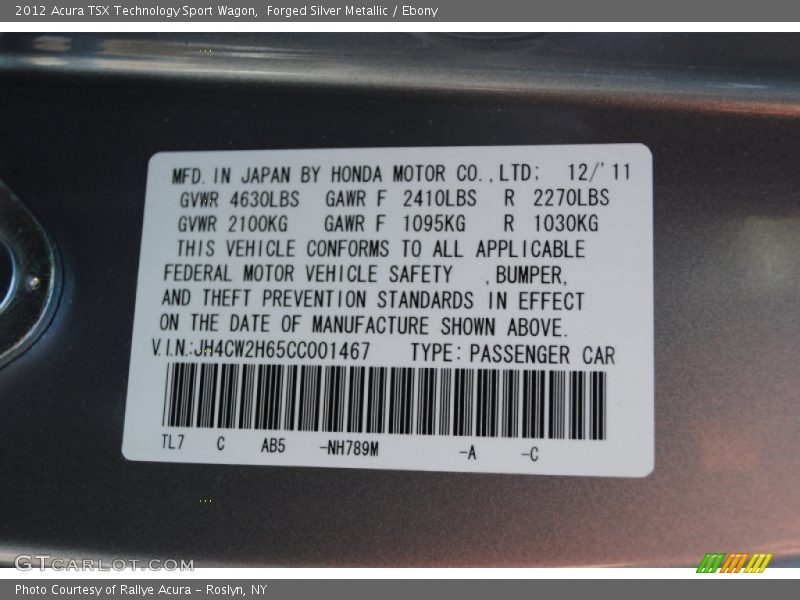 2012 Acura TSX Technology Sport Wagon, Forged Silver Metallic / Ebony
MFD. IN JAPAN BY HONDA MOTOR CO., LTD; 12/'11
GVWR 4630LBS GAWR F 2410LBS R 2270LBS
GVWR 2100KG GAWR F 1095KG R 1030KG
THIS VEHICLE CONFORMS TO ALL APPLICABLE
FEDERAL MOTOR VEHICLE SAFETY , BUMPER,
AND THEFT PREVENTION STANDARDS IN EFFECT
ON THE DATE OF MANUFACTURE SHOWN ABOVE.
V.I.N.:JH4CW2H65CC001467 TYPE: PASSENGER CAR
TL7 C AB5 -NH789M -A -C
GTCARLOT.COM
Photo Courtesy of Rallye Acura - Roslyn, NY